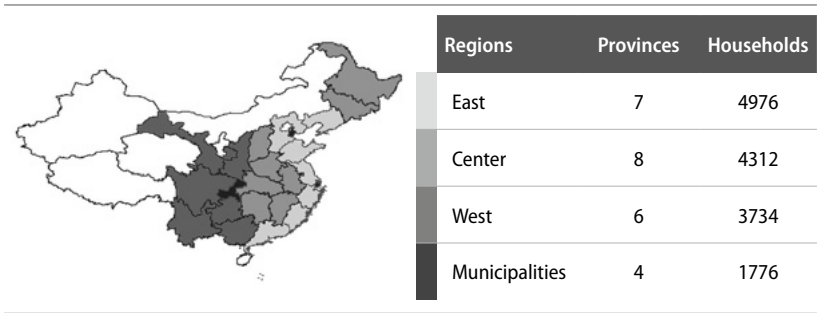 Regions Provinces Households
East 7 4976
Center 8 4312
West 6 3734
Municipalities 4 1776